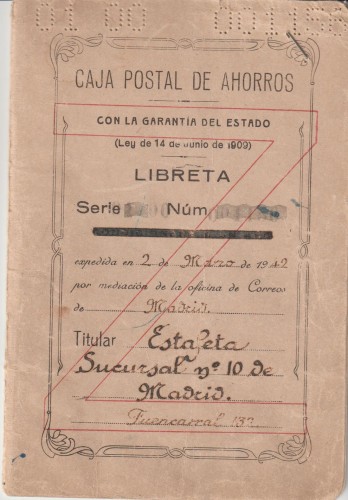 CAJA POSTAL DE AHORROS
CON LA GARANTÍA DEL ESTADO
(Ley de 14 de Junio de 1909)
LIBRETA
Serie Núm
expedida en 2 de Marzo de 1942
por mediación de la oficina de Correos
de Madrid.
Titular Estafeta
Sucursal nº 10 de
Madrid.
Fuencarral 137